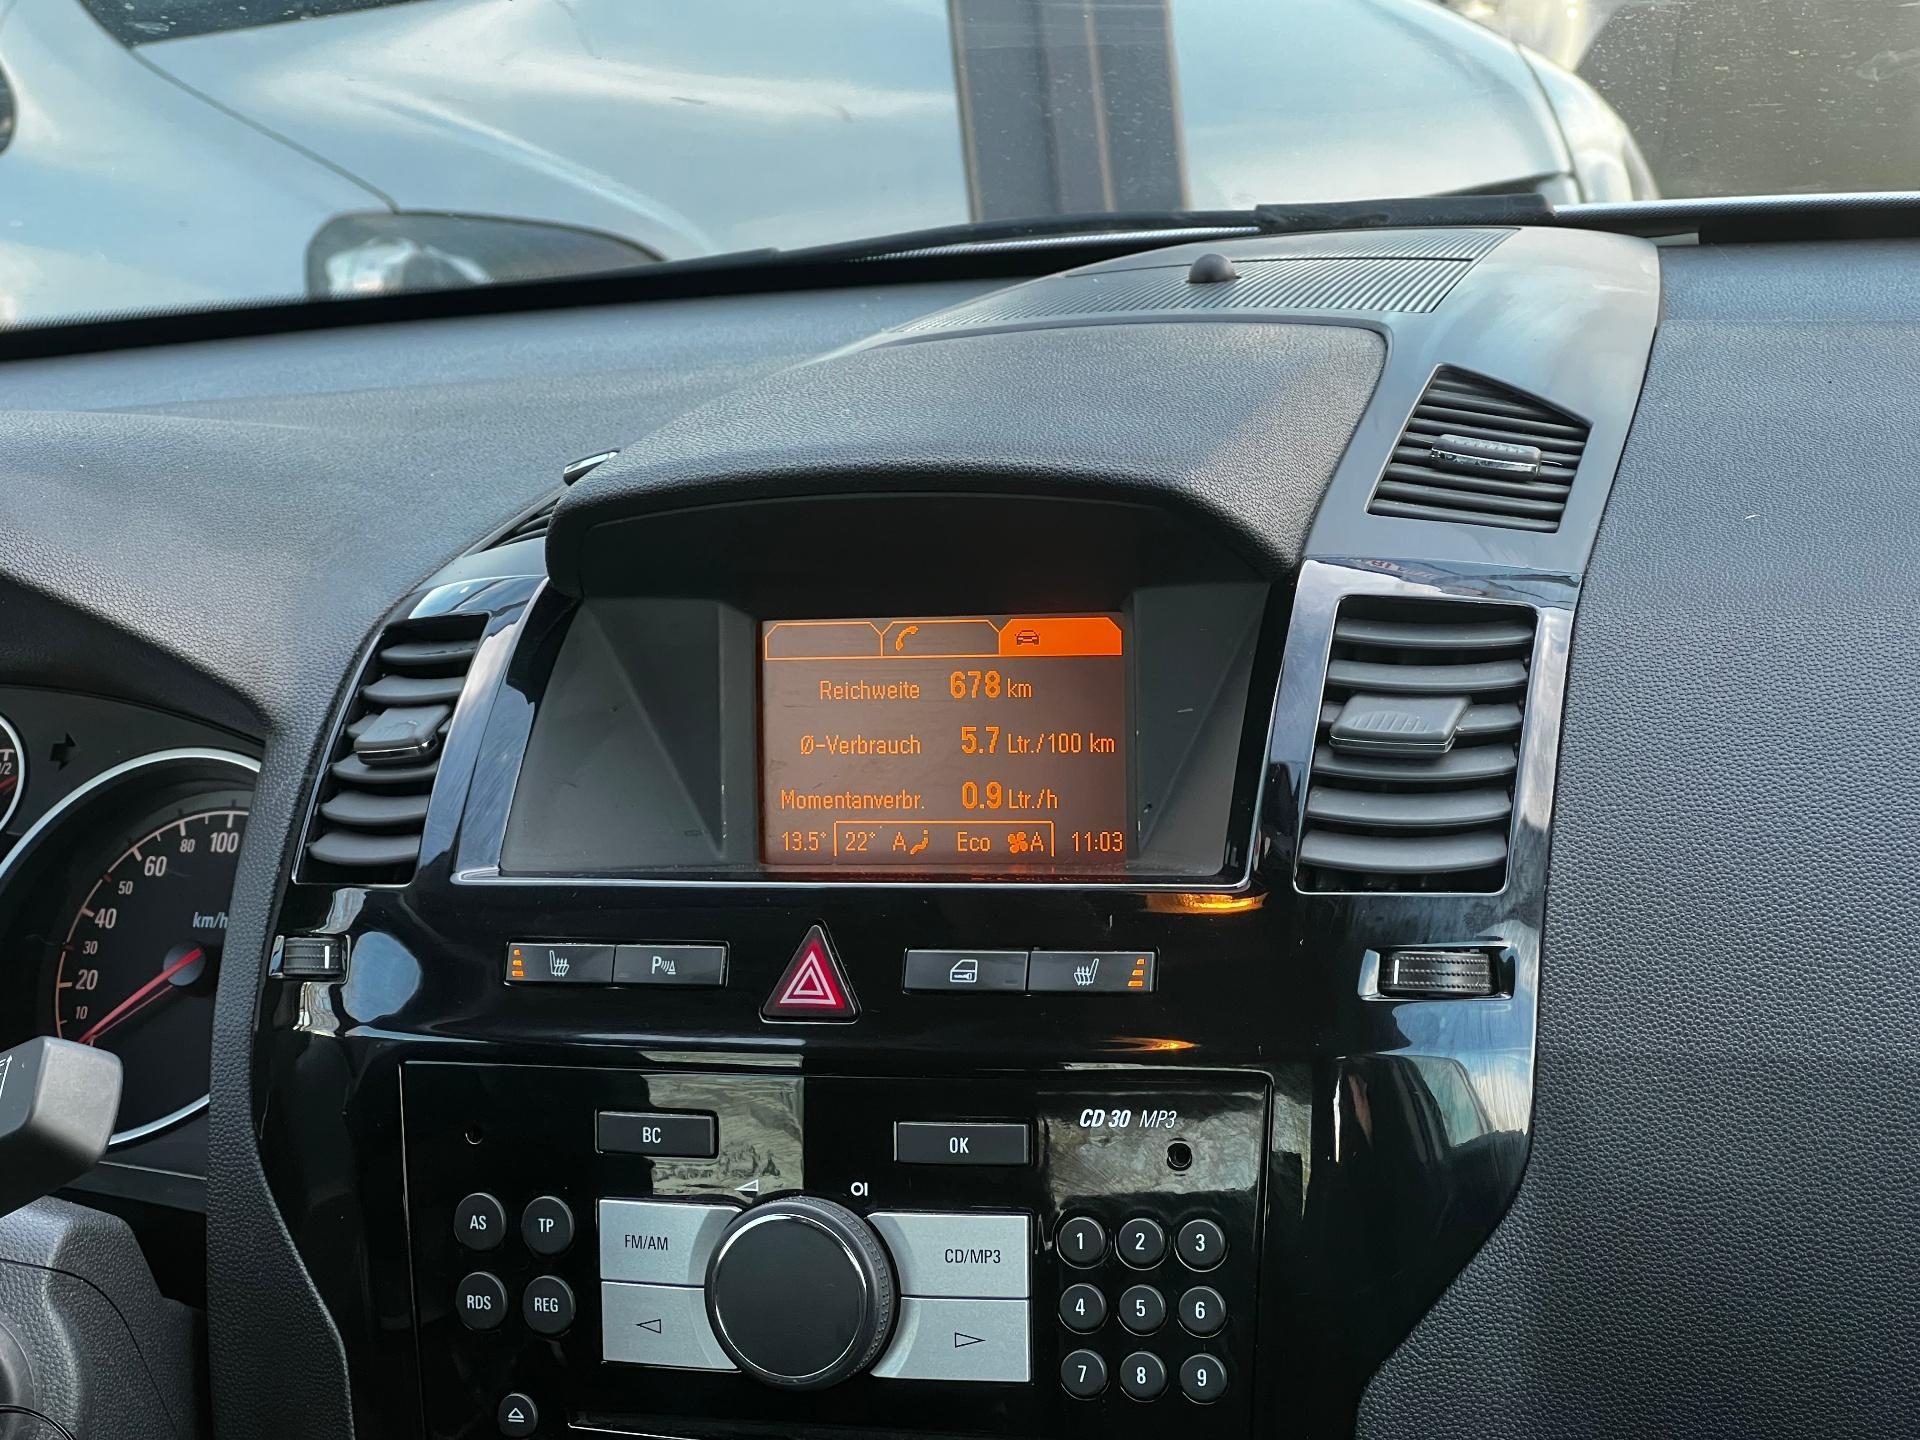 Reichweite 678 km
Ø-Verbrauch 5.7 Ltr./100 km
Momentanverbr. 0.9 Ltr./h
13.5° 22° A Eco A 11:03
100
80
60
50
40
km/h
30
20
10
1/2
P
CD 30 MP3
BC
OK
AS
TP
FM/AM
CD/MP3
1 2 3
RDS
REG
4 5 6
7 8 9